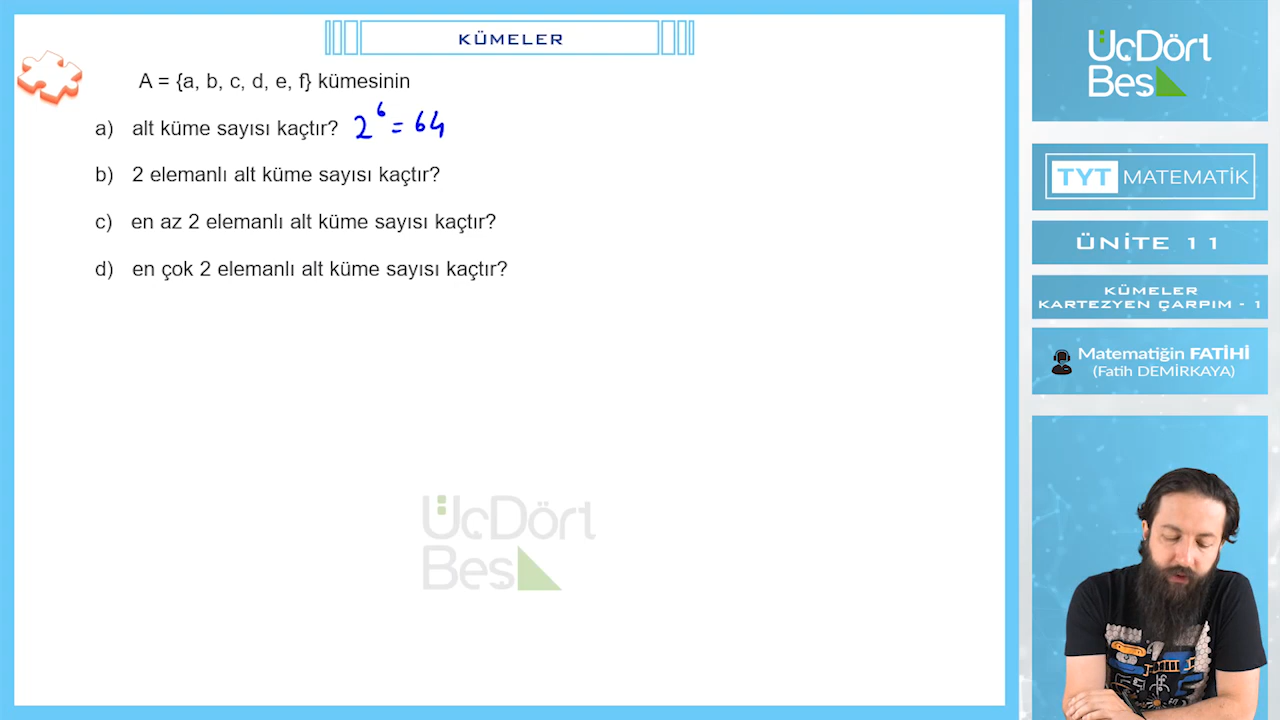 KÜMELER
A = {a, b, c, d, e, f} kümesinin
a) alt küme sayısı kaçtır? 2⁶ = 64
b) 2 elemanlı alt küme sayısı kaçtır?
c) en az 2 elemanlı alt küme sayısı kaçtır?
d) en çok 2 elemanlı alt küme sayısı kaçtır?
ÜçDört
Beş
ÜçDört
Beş
TYT MATEMATİK
ÜNİTE 11
KÜMELER
KARTEZYEN ÇARPIM - 1
Matematiğin FATİHİ
(Fatih DEMİRKAYA)